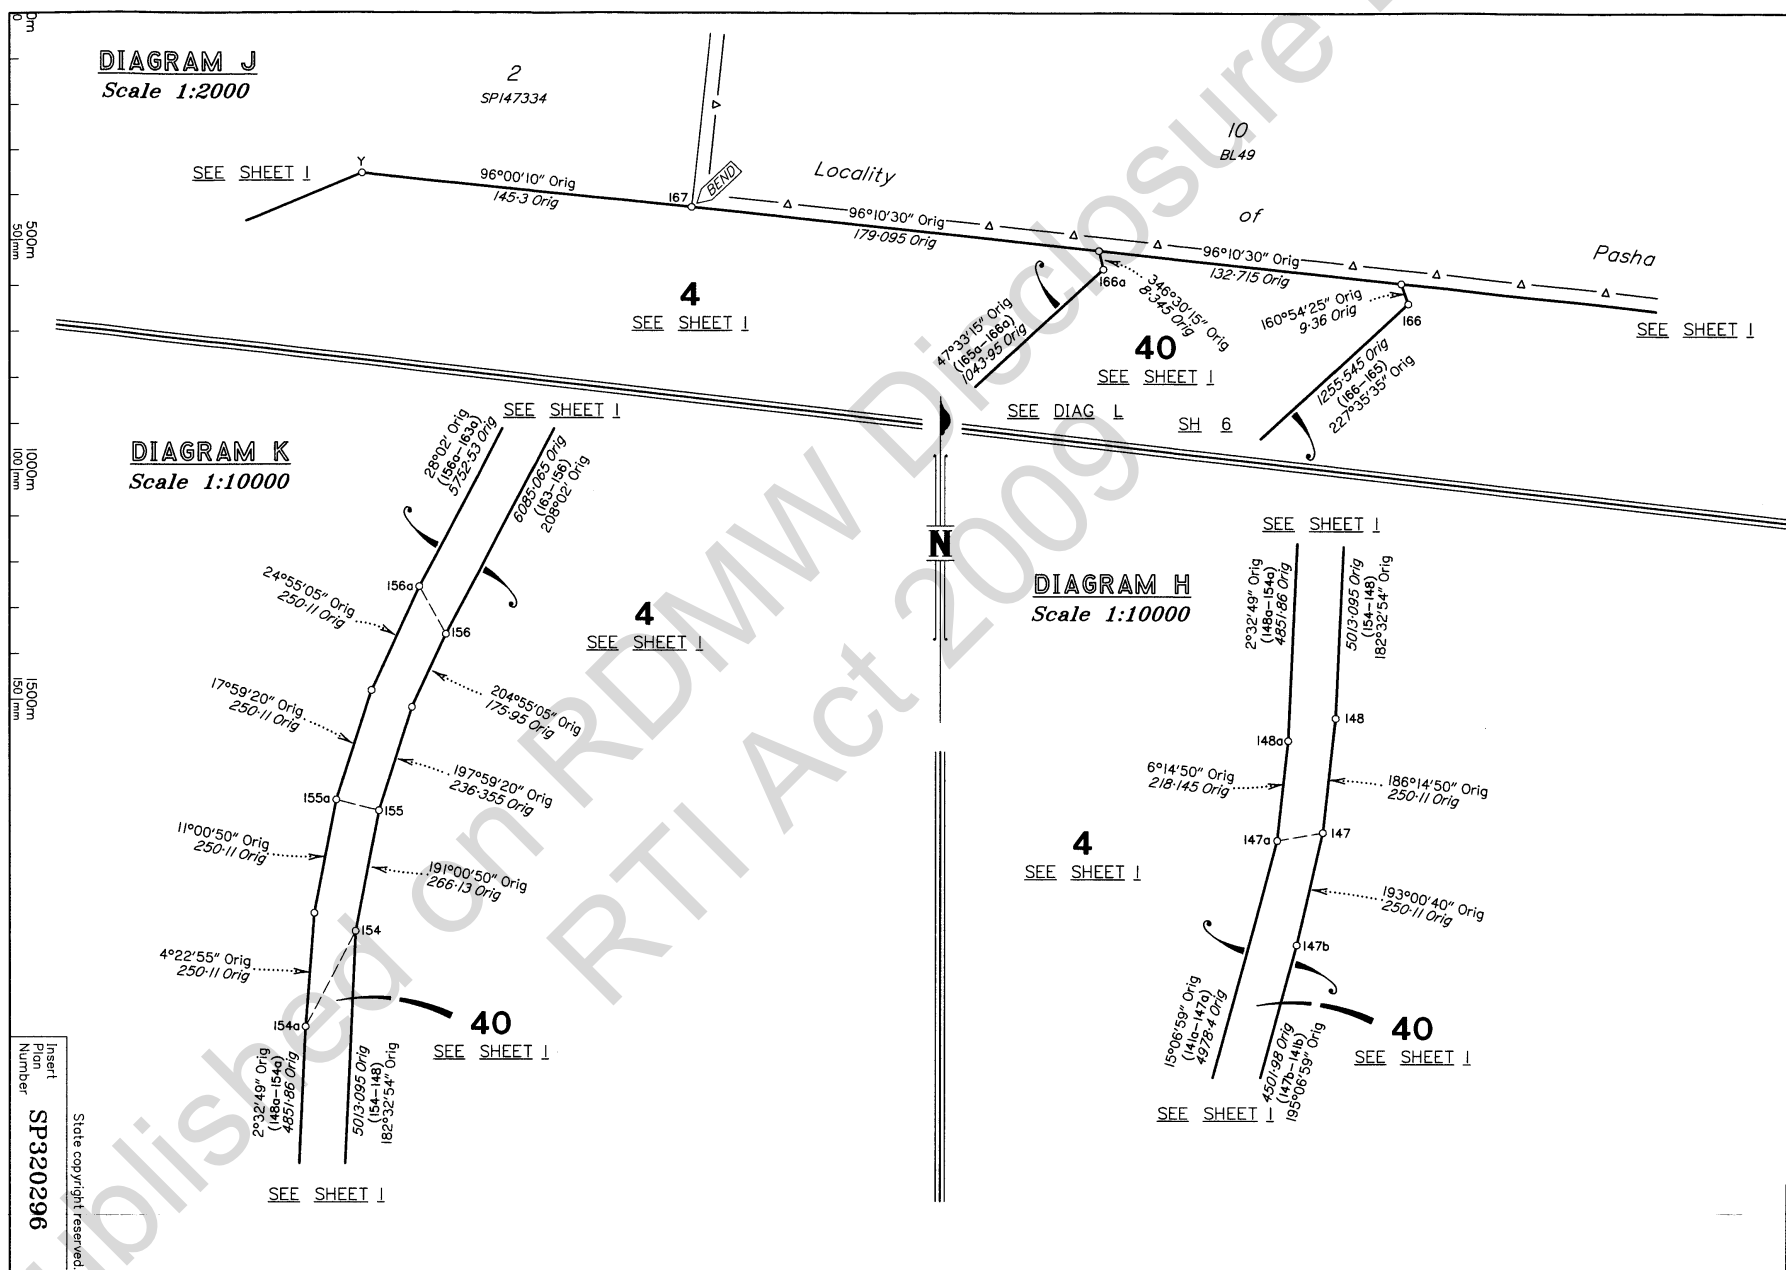 DIAGRAM J
Scale 1:2000
2
SP147334
SEE SHEET 1
Y
96°00'10" Orig
145·3 Orig
167
BEND
Locality
10
BL49
of
Pasha
96°10'30" Orig
179·095 Orig
96°10'30" Orig
132·715 Orig
166a
346°30'15" Orig
8·345 Orig
160°54'25" Orig
9·36 Orig
166
SEE SHEET 1
4
SEE SHEET 1
47°33'15" Orig
(165a-166a)
1043·95 Orig
40
SEE SHEET 1
1255·545 Orig
(166-165)
227°35'35" Orig
SEE DIAG L
SH 6
DIAGRAM K
Scale 1:10000
SEE SHEET 1
28°02' Orig
(156a-163a)
5752·53 Orig
6085·065 Orig
(163-156)
208°02' Orig
156a
156
24°55'05" Orig
250·11 Orig
4
SEE SHEET 1
204°55'05" Orig
175·95 Orig
17°59'20" Orig
250·11 Orig
197°59'20" Orig
236·355 Orig
155a
155
11°00'50" Orig
250·11 Orig
191°00'50" Orig
266·13 Orig
154
4°22'55" Orig
250·11 Orig
154a
40
SEE SHEET 1
2°32'49" Orig
(148a-154a)
4851·86 Orig
5013·095 Orig
(154-148)
182°32'54" Orig
SEE SHEET 1
N
DIAGRAM H
Scale 1:10000
SEE SHEET 1
2°32'49" Orig
(148a-154a)
4851·86 Orig
5013·095 Orig
(154-148)
182°32'54" Orig
148
148a
6°14'50" Orig
218·145 Orig
186°14'50" Orig
250·11 Orig
147a
147
4
SEE SHEET 1
193°00'40" Orig
250·11 Orig
147b
15°06'59" Orig
(141a-147a)
4978·4 Orig
4501·98 Orig
(147b-141b)
195°06'59" Orig
40
SEE SHEET 1
SEE SHEET 1
0m
0
500m
50 mm
1000m
100 mm
1500m
150 mm
Insert
Plan
Number
SP320296
State copyright reserved.
ublished on RDMW Disclosure
RTI Act 2009